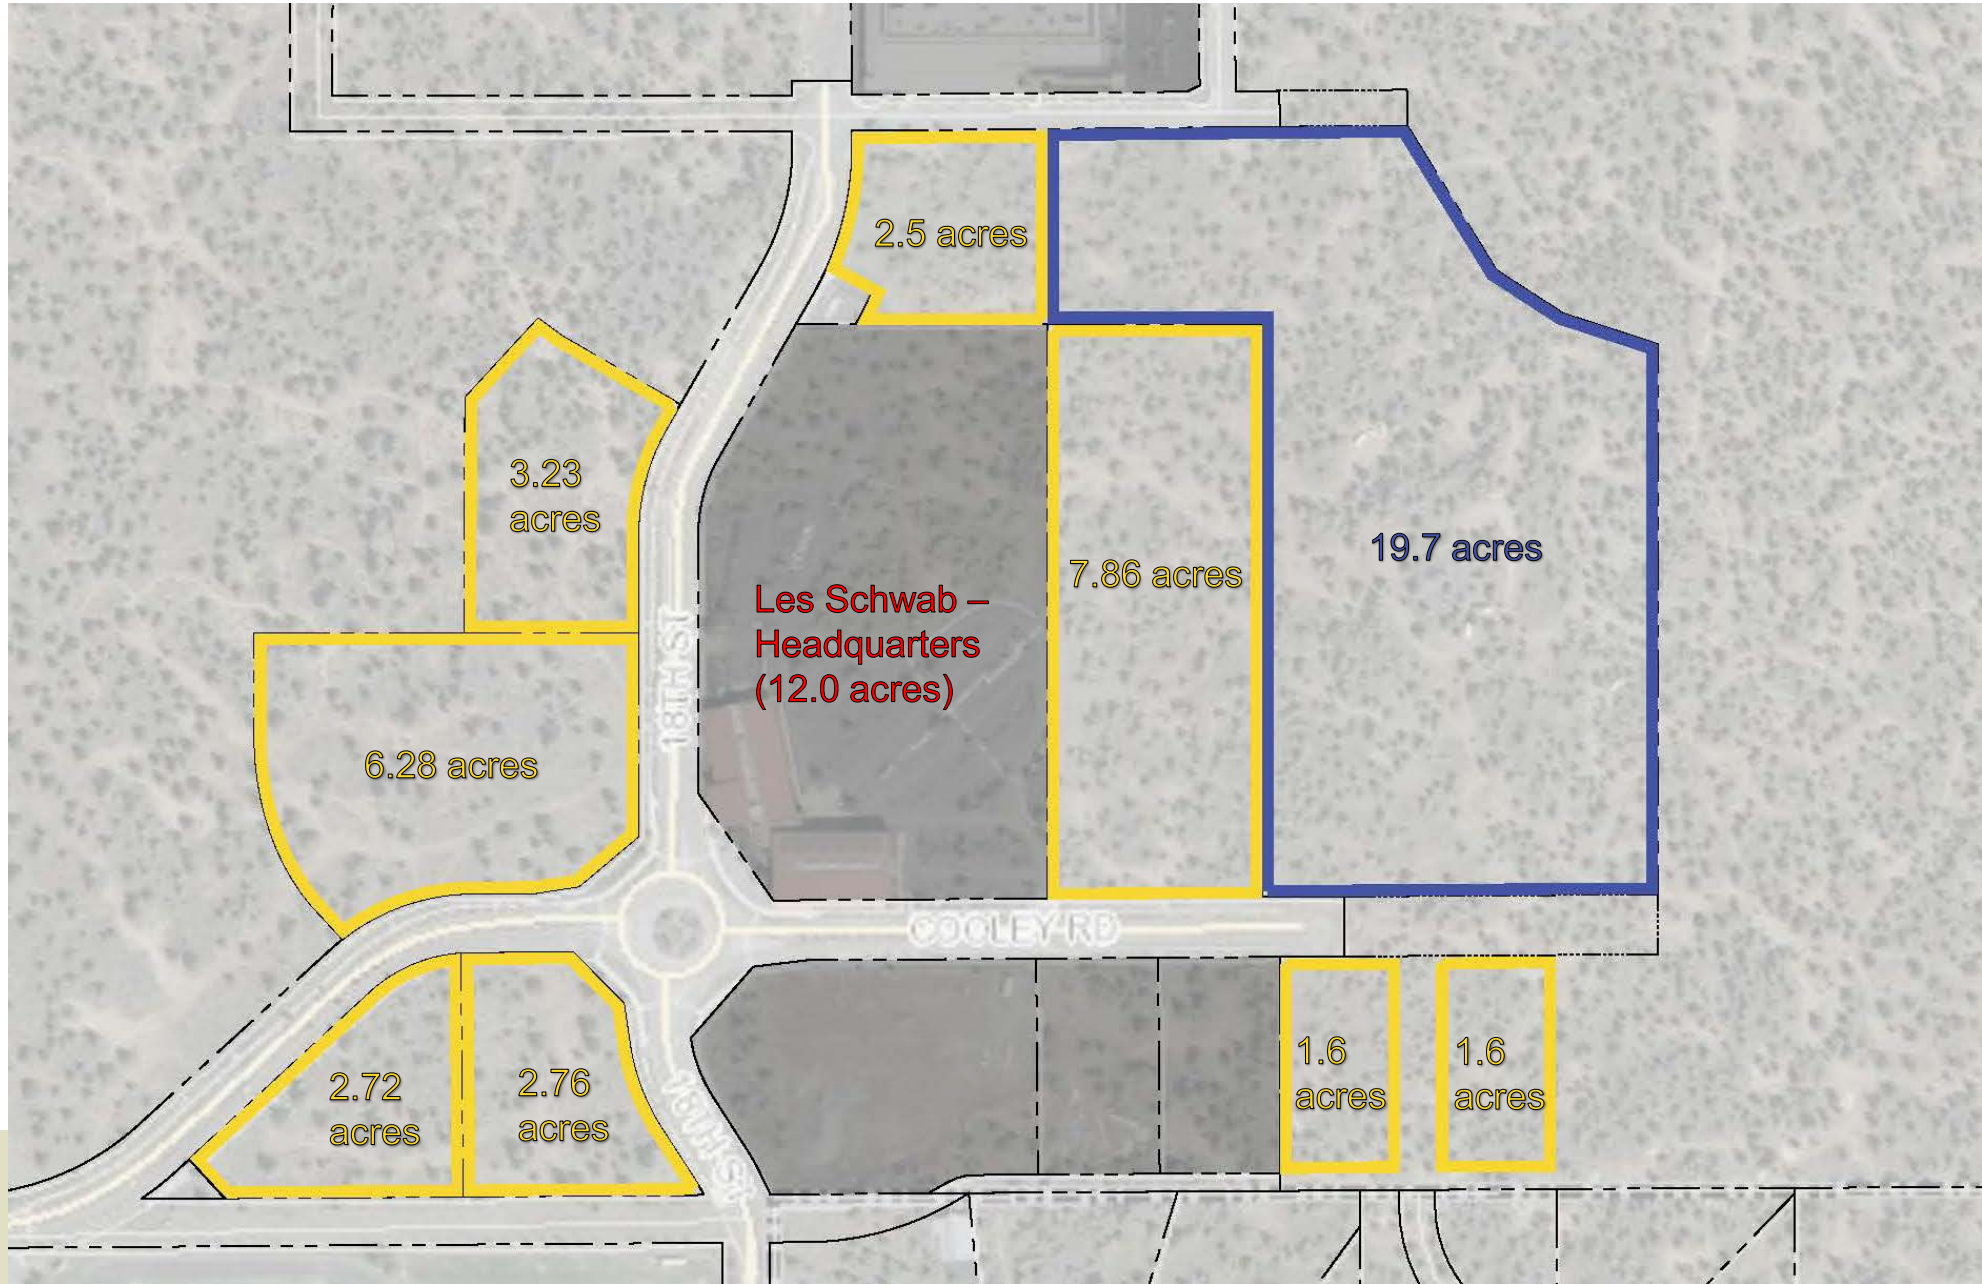 2.5 acres
3.23
acres
19.7 acres
7.86 acres
Les Schwab –
Headquarters
(12.0 acres)
18TH ST
6.28 acres
COOLEY RD
1.6
acres
1.6
acres
2.72
acres
2.76
acres
18TH ST